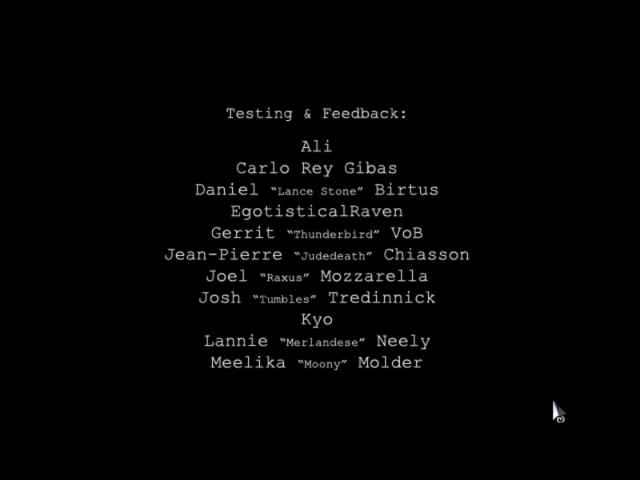 Testing & Feedback:
Ali
Carlo Rey Gibas
Daniel “Lance Stone” Birtus
EgotisticalRaven
Gerrit “Thunderbird” VoB
Jean-Pierre “Judedeath” Chiasson
Joel “Raxus” Mozzarella
Josh “Tumbles” Tredinnick
Kyo
Lannie “Merlandese” Neely
Meelika “Moony” Molder